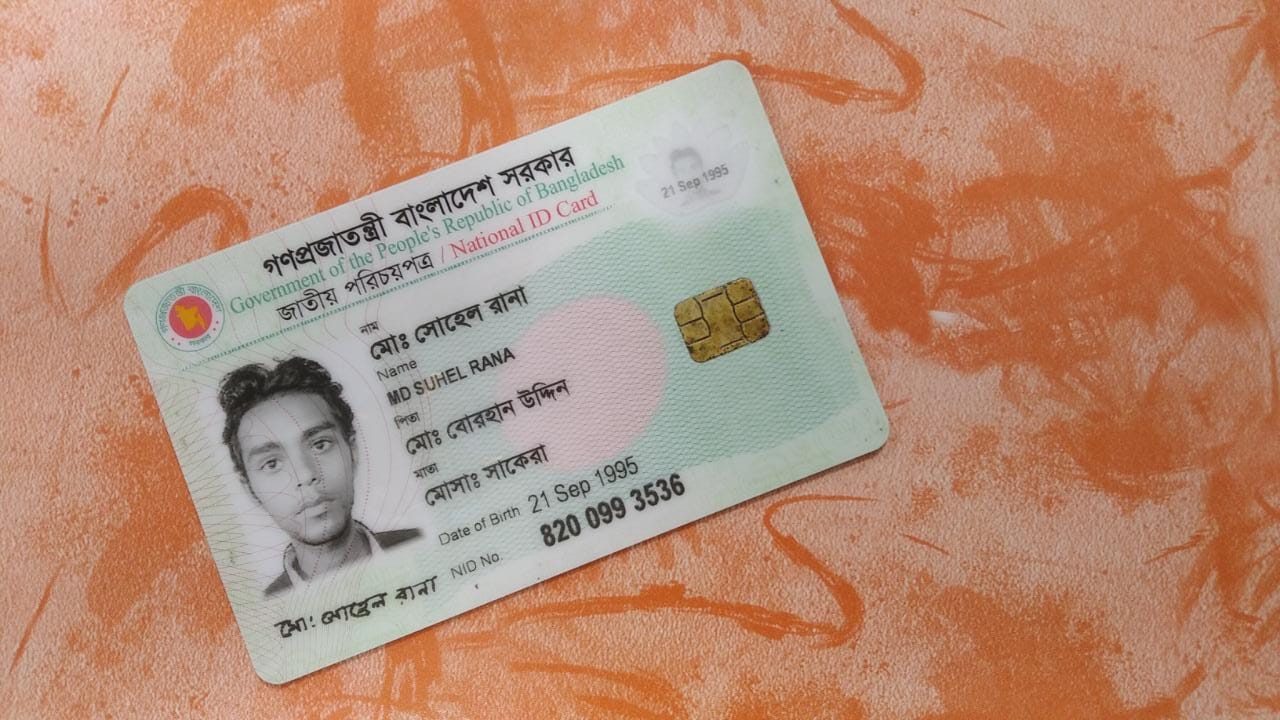 গণপ্রজাতন্ত্রী বাংলাদেশ সরকার
Government of the People's Republic of Bangladesh
জাতীয় পরিচয়পত্র / National ID Card
21 Sep 1995
নাম
মোঃ সোহেল রানা
Name
MD SUHEL RANA
পিতা
মোঃ বোরহান উদ্দিন
মাতা
মোসাঃ সাকেরা
Date of Birth 21 Sep 1995
NID No. 820 099 3536
মো: সোহেল রানা